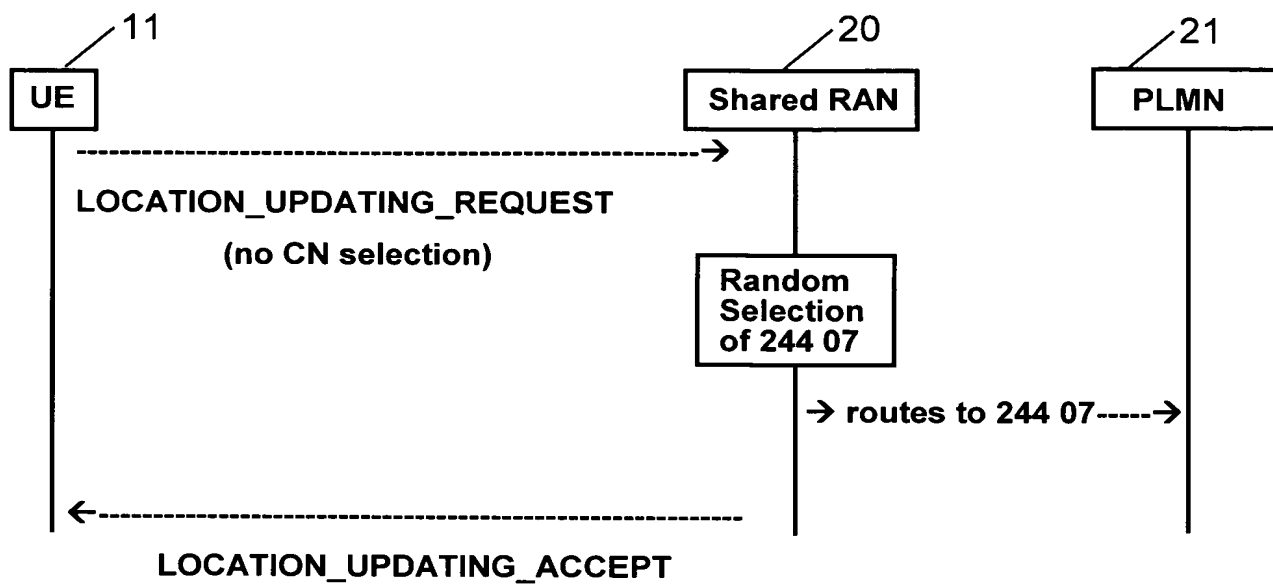 11
20
21
UE
Shared RAN
PLMN
LOCATION_UPDATING_REQUEST
(no CN selection)
Random
Selection
of 244 07
→ routes to 244 07-----→
LOCATION_UPDATING_ACCEPT